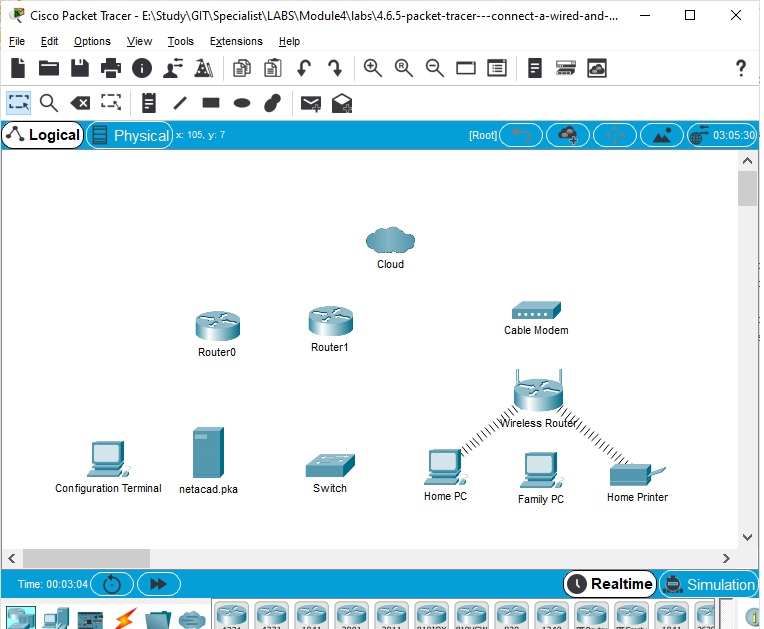 Cisco Packet Tracer - E:\Study\GIT\Specialist\LABS\Module4\labs\4.6.5-packet-tracer---connect-a-wired-and-...
File Edit Options View Tools Extensions Help
?
Logical Physical x: 105, y: 7 [Root] 03:05:30
Cloud
Router0
Router1
Cable Modem
Wireless Router
Configuration Terminal
netacad.pka
Switch
Home PC
Family PC
Home Printer
Time: 00:03:04 Realtime Simulation